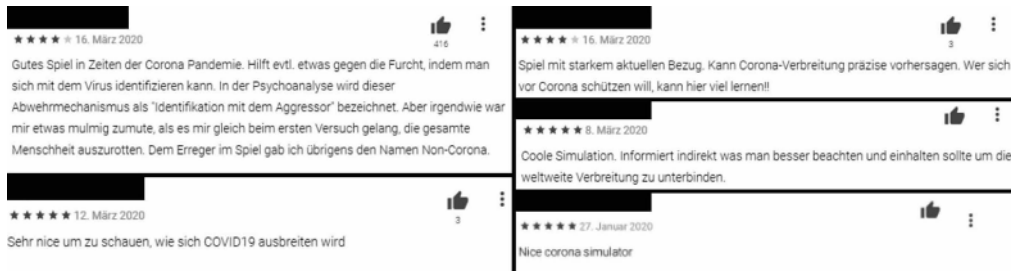 16. März 2020
416
Gutes Spiel in Zeiten der Corona Pandemie. Hilft evtl. etwas gegen die Furcht, indem man
sich mit dem Virus identifizieren kann. In der Psychoanalyse wird dieser
Abwehrmechanismus als "Identifikation mit dem Aggressor" bezeichnet. Aber irgendwie war
mir etwas mulmig zumute, als es mir gleich beim ersten Versuch gelang, die gesamte
Menschheit auszurotten. Dem Erreger im Spiel gab ich übrigens den Namen Non-Corona.
12. März 2020
3
Sehr nice um zu schauen, wie sich COVID19 ausbreiten wird
16. März 2020
3
Spiel mit starkem aktuellen Bezug. Kann Corona-Verbreitung präzise vorhersagen. Wer sich
vor Corona schützen will, kann hier viel lernen!!
8. März 2020
Coole Simulation. Informiert indirekt was man besser beachten und einhalten sollte um die
weltweite Verbreitung zu unterbinden.
27. Januar 2020
Nice corona simulator